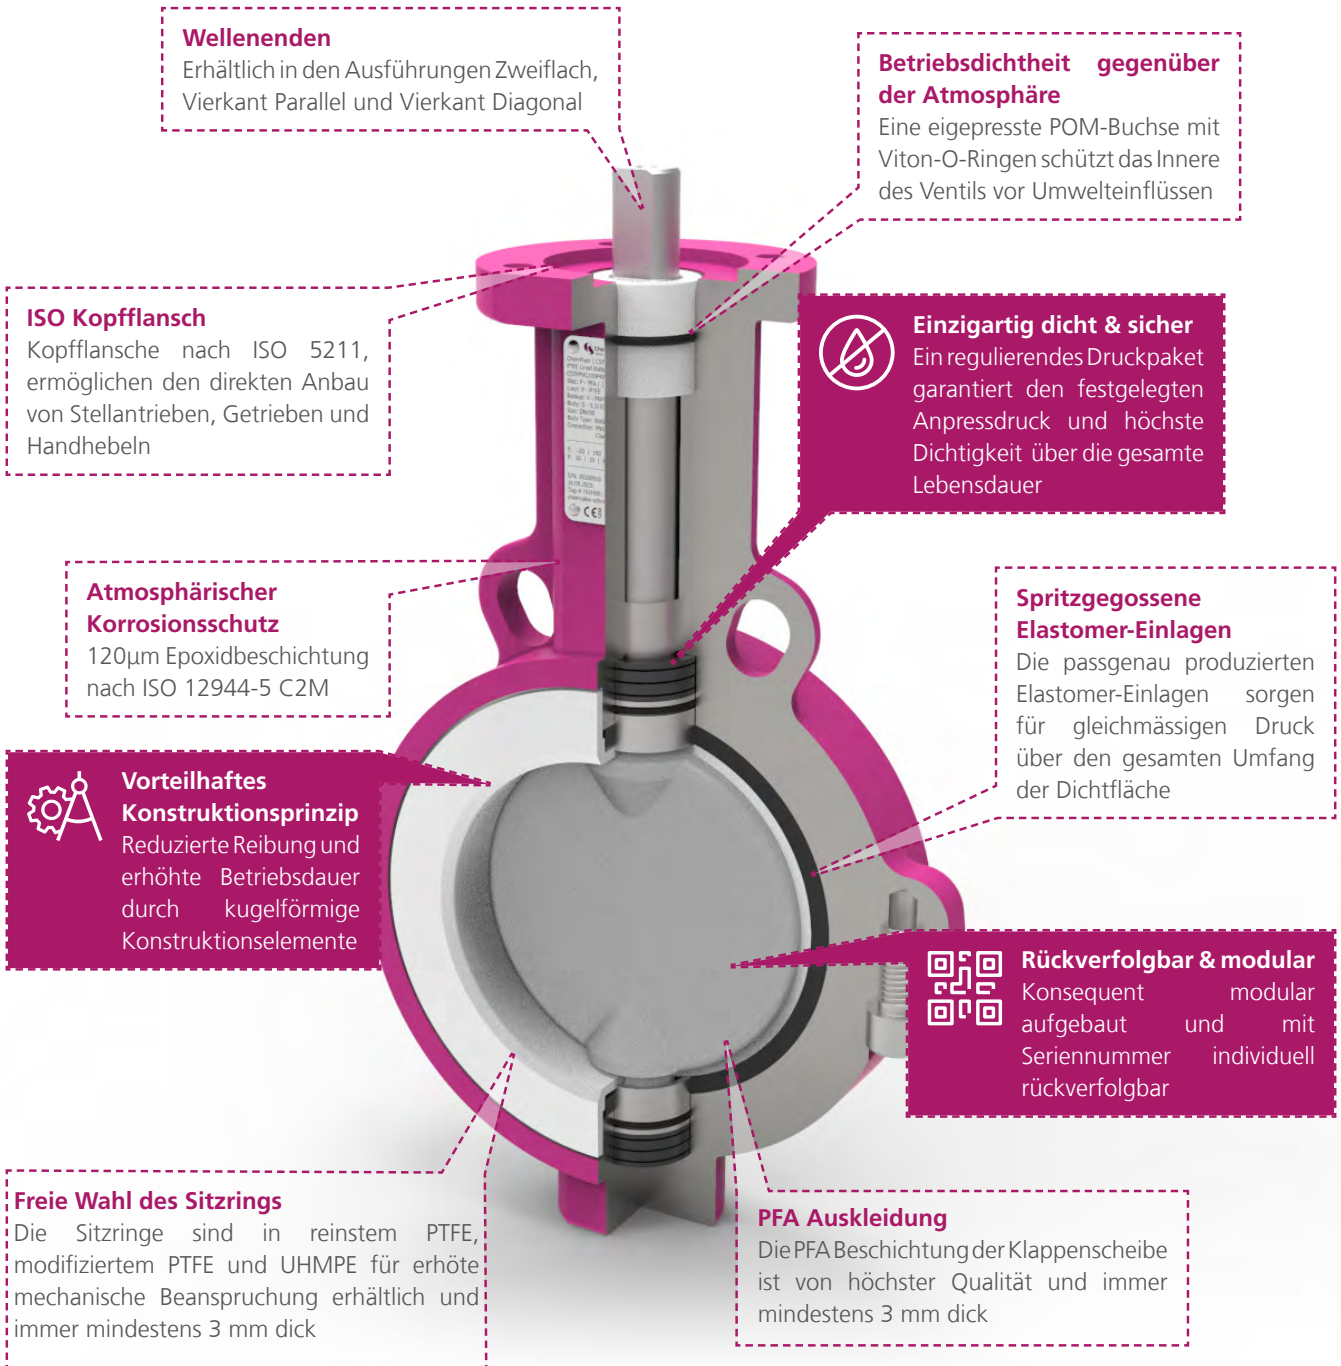 Wellenenden
Erhältlich in den Ausführungen Zweiflach,
Vierkant Parallel und Vierkant Diagonal
Betriebsdichtheit gegenüber
der Atmosphäre
Eine eigepresste POM-Buchse mit
Viton-O-Ringen schützt das Innere
des Ventils vor Umwelteinflüssen
ISO Kopfflansch
Kopfflansche nach ISO 5211,
ermöglichen den direkten Anbau
von Stellantrieben, Getrieben und
Handhebeln
Einzigartig dicht & sicher
Ein regulierendes Druckpaket
garantiert den festgelegten
Anpressdruck und höchste
Dichtigkeit über die gesamte
Lebensdauer
Atmosphärischer
Korrosionsschutz
120µm Epoxidbeschichtung
nach ISO 12944-5 C2M
Spritzgegossene
Elastomer-Einlagen
Die passgenau produzierten
Elastomer-Einlagen sorgen
für gleichmässigen Druck
über den gesamten Umfang
der Dichtfläche
Vorteilhaftes
Konstruktionsprinzip
Reduzierte Reibung und
erhöhte Betriebsdauer
durch kugelförmige
Konstruktionselemente
Rückverfolgbar & modular
Konsequent modular
aufgebaut und mit
Seriennummer individuell
rückverfolgbar
Freie Wahl des Sitzrings
Die Sitzringe sind in reinstem PTFE,
modifiziertem PTFE und UHMPE für erhöte
mechanische Beanspruchung erhältlich und
immer mindestens 3 mm dick
PFA Auskleidung
Die PFA Beschichtung der Klappenscheibe
ist von höchster Qualität und immer
mindestens 3 mm dick